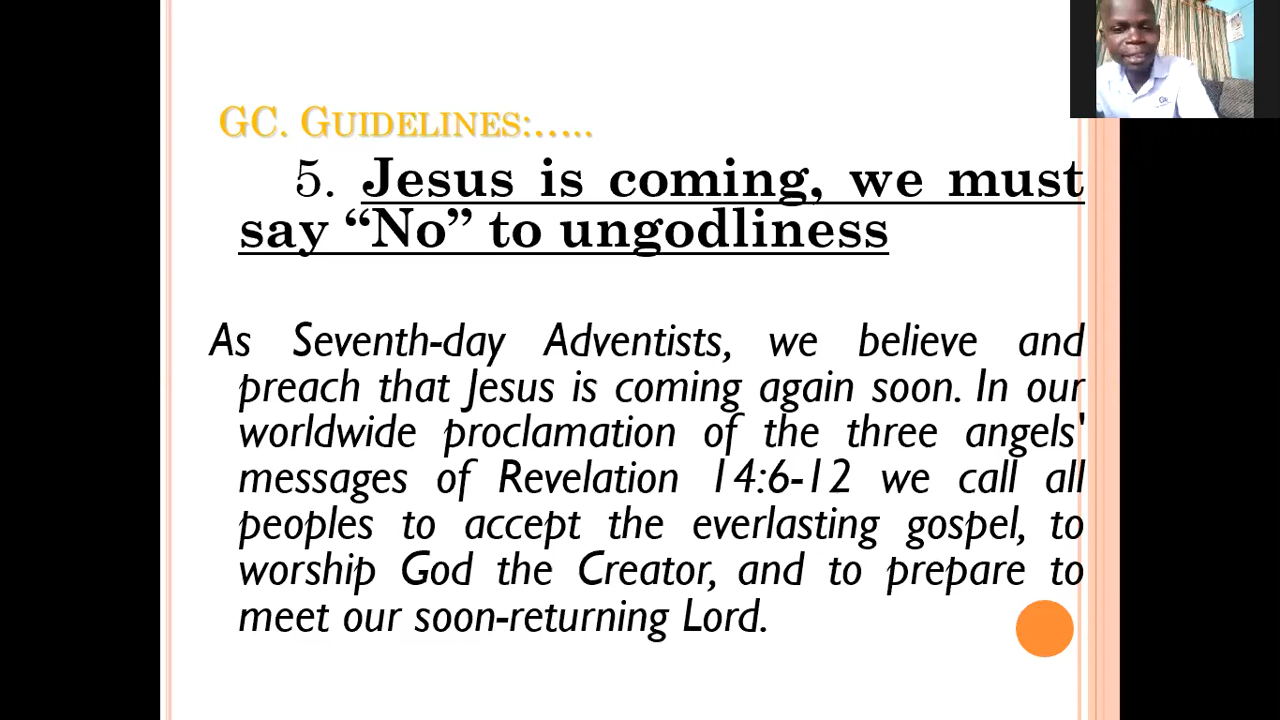 GC. GUIDELINES:.....
5. Jesus is coming, we must
say “No” to ungodliness
As Seventh-day Adventists, we believe and
preach that Jesus is coming again soon. In our
worldwide proclamation of the three angels'
messages of Revelation 14:6-12 we call all
peoples to accept the everlasting gospel, to
worship God the Creator, and to prepare to
meet our soon-returning Lord.